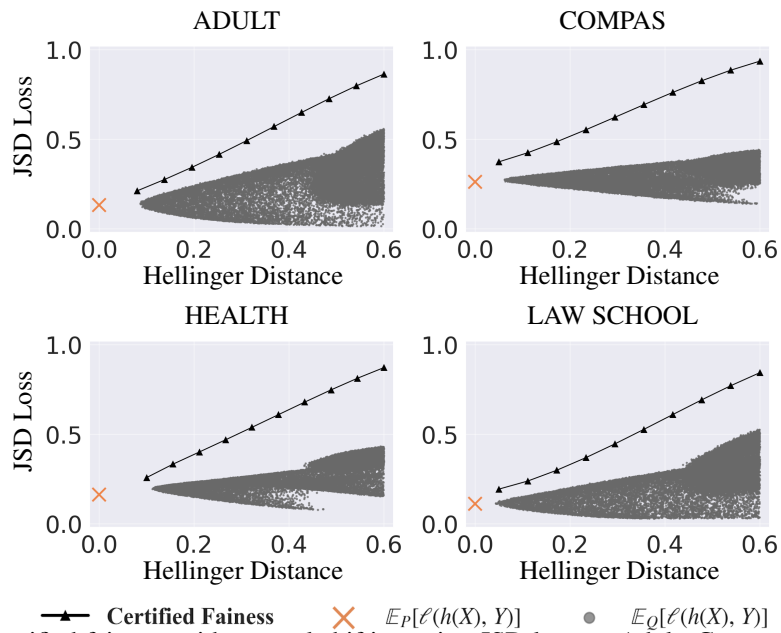 ADULT
COMPAS
JSD Loss
1.0
0.5
0.0
0.0 0.2 0.4 0.6
Hellinger Distance
1.0
0.5
0.0
0.0 0.2 0.4 0.6
Hellinger Distance
HEALTH
LAW SCHOOL
JSD Loss
1.0
0.5
0.0
0.0 0.2 0.4 0.6
Hellinger Distance
1.0
0.5
0.0
0.0 0.2 0.4 0.6
Hellinger Distance
Certified Fainess
𝔼P[ℓ(h(X), Y)]
𝔼Q[ℓ(h(X), Y)]